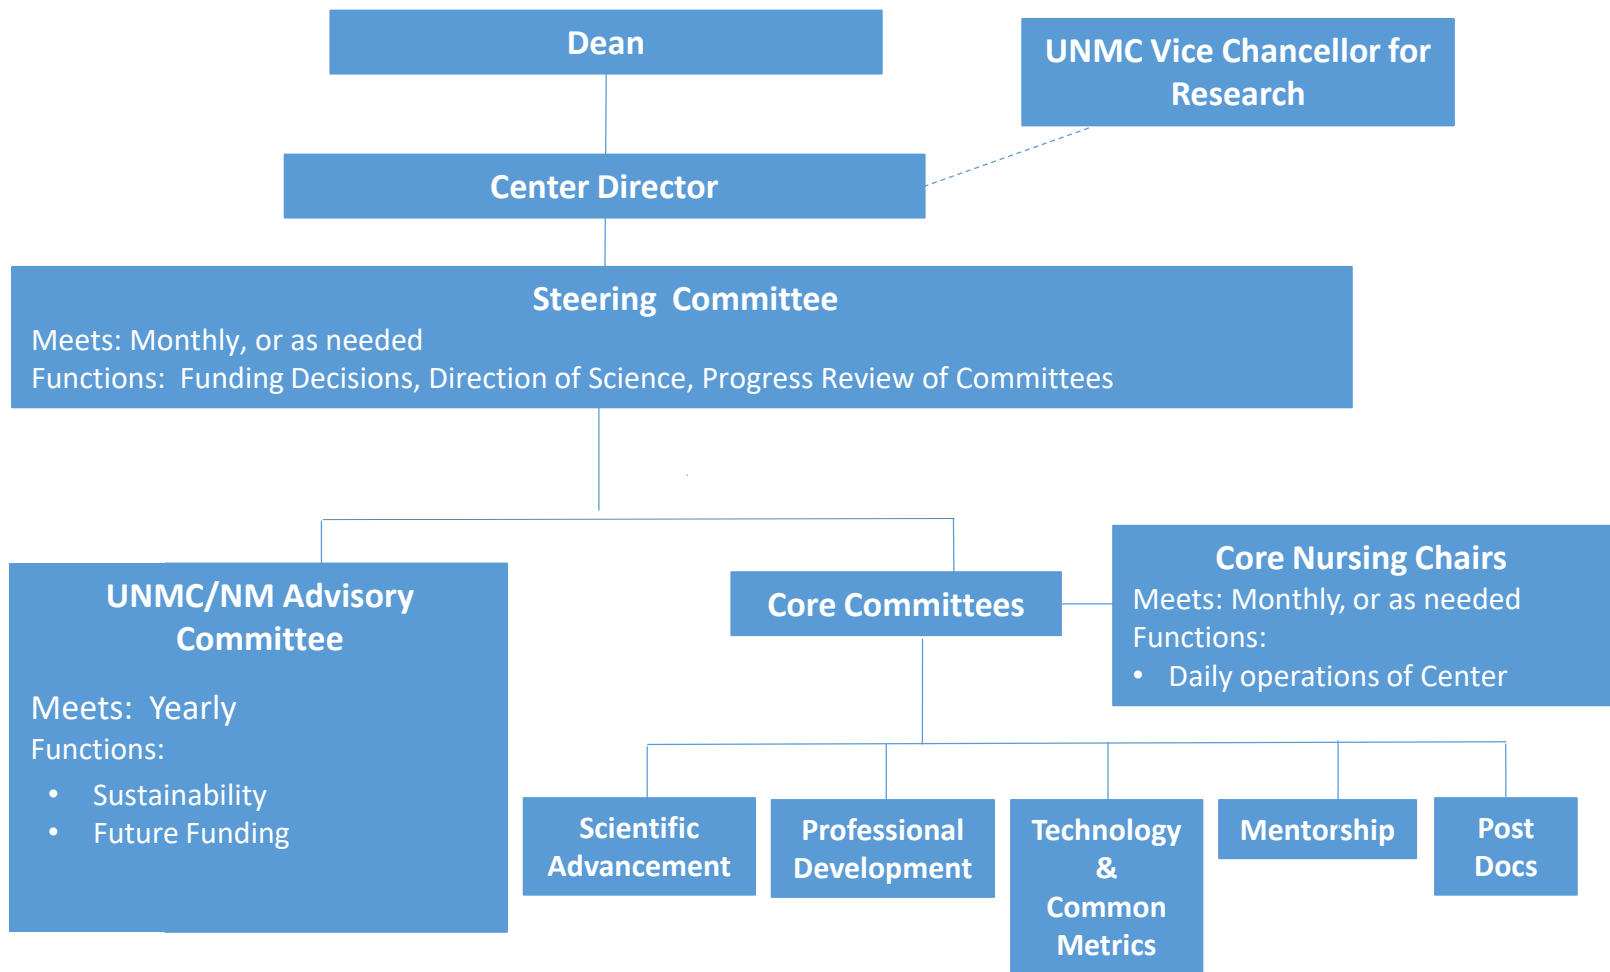 Dean
UNMC Vice Chancellor for
Research
Center Director
Steering  Committee
Meets: Monthly, or as needed
Functions:  Funding Decisions, Direction of Science, Progress Review of Committees
UNMC/NM Advisory
Committee
Meets:  Yearly
Functions:
• Sustainability
• Future Funding
Core Committees
Core Nursing Chairs
Meets: Monthly, or as needed
Functions:
• Daily operations of Center
Scientific
Advancement
Professional
Development
Technology
&
Common
Metrics
Mentorship
Post
Docs